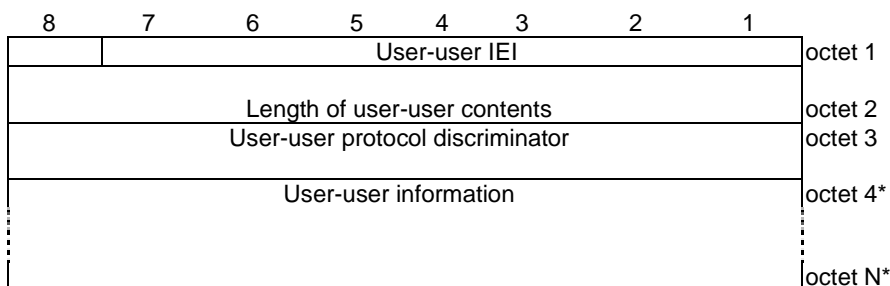 8 7 6 5 4 3 2 1
User-user IEI octet 1
Length of user-user contents octet 2
User-user protocol discriminator octet 3
User-user information octet 4*
octet N*